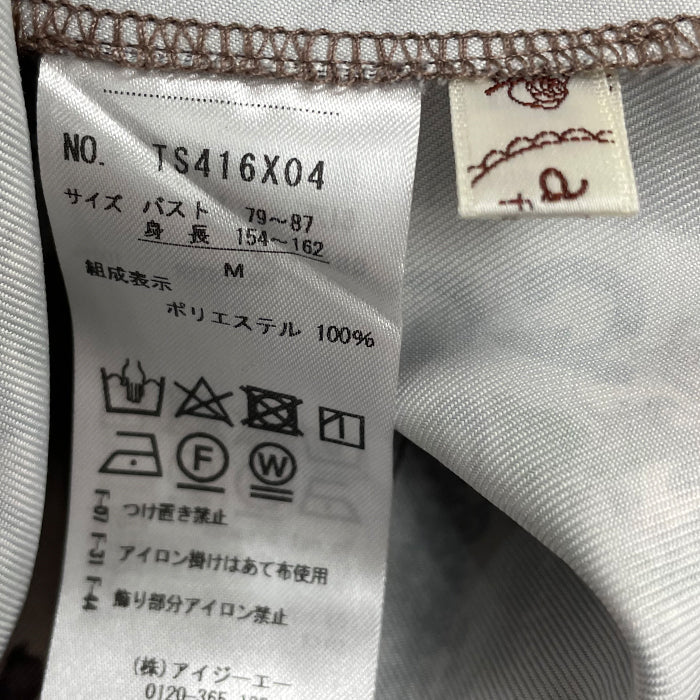 NO. TS416X04
サイズ バスト 79～87
身 長 154～162
M
組成表示
ポリエステル 100%
F W
つけ置き禁止
アイロン掛けはあて布使用
飾り部分アイロン禁止
(株)アイジーエー
0120-365-